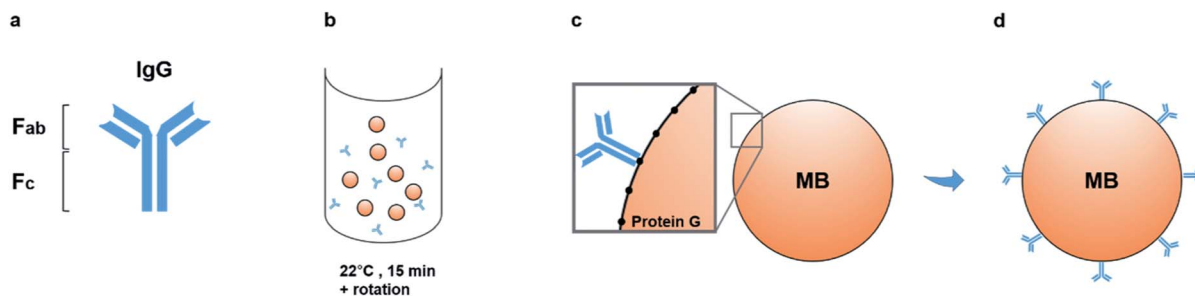 a
b
c
d
IgG
Fab
Fc
22°C , 15 min
+ rotation
Protein G
MB
MB